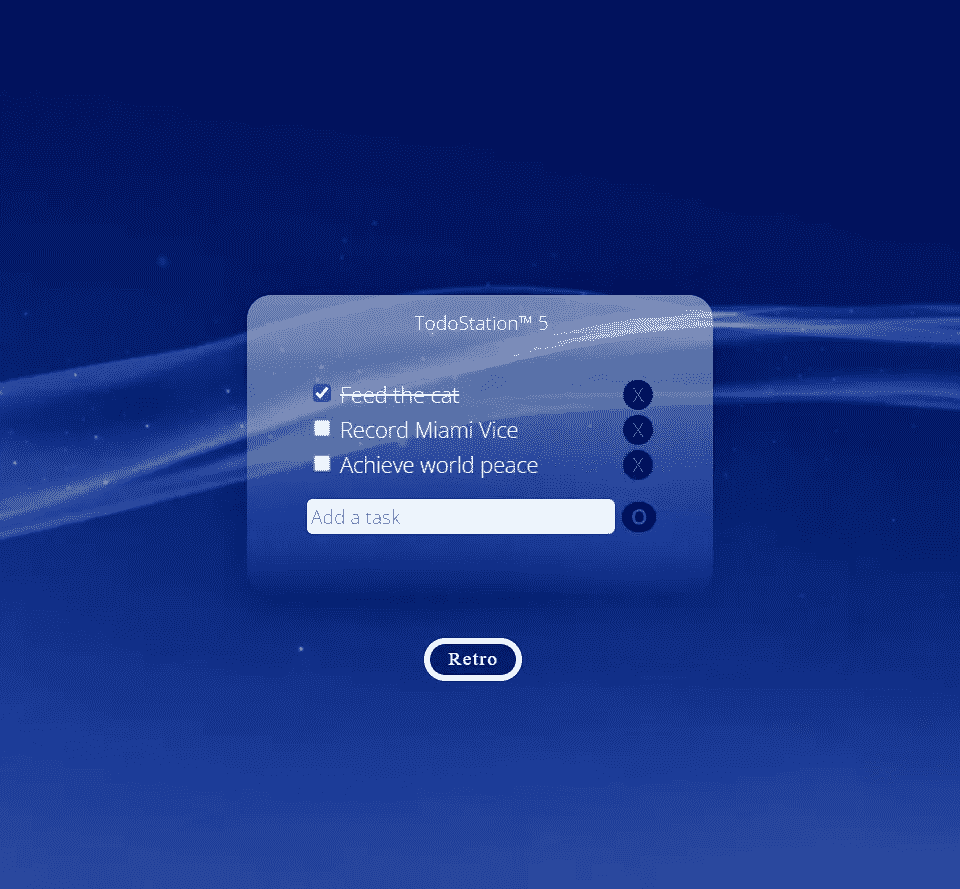 TodoStation™ 5
Feed the cat X
Record Miami Vice X
Achieve world peace X
Add a task O
Retro